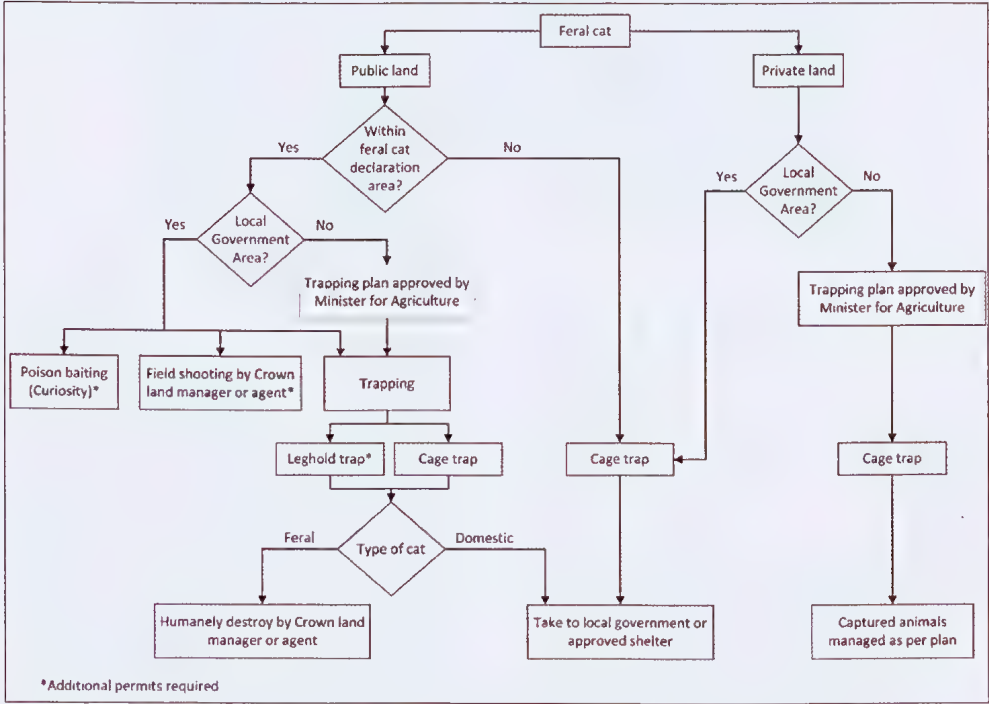 Feral cat
Public land
Private land
Within
feral cat
declaration
area?
Yes
No
Local
Government
Area?
Yes
No
Local
Government
Area?
Yes
No
Trapping plan approved by
Minister for Agriculture
Trapping plan approved by
Minister for Agriculture
Poison baiting
(Curiosity)*
Field shooting by Crown
land manager or agent*
Trapping
Leghold trap*
Cage trap
Cage trap
Cage trap
Type of cat
Feral
Domestic
Humanely destroy by Crown land
manager or agent
Take to local government or
approved shelter
Captured animals
managed as per plan
*Additional permits required